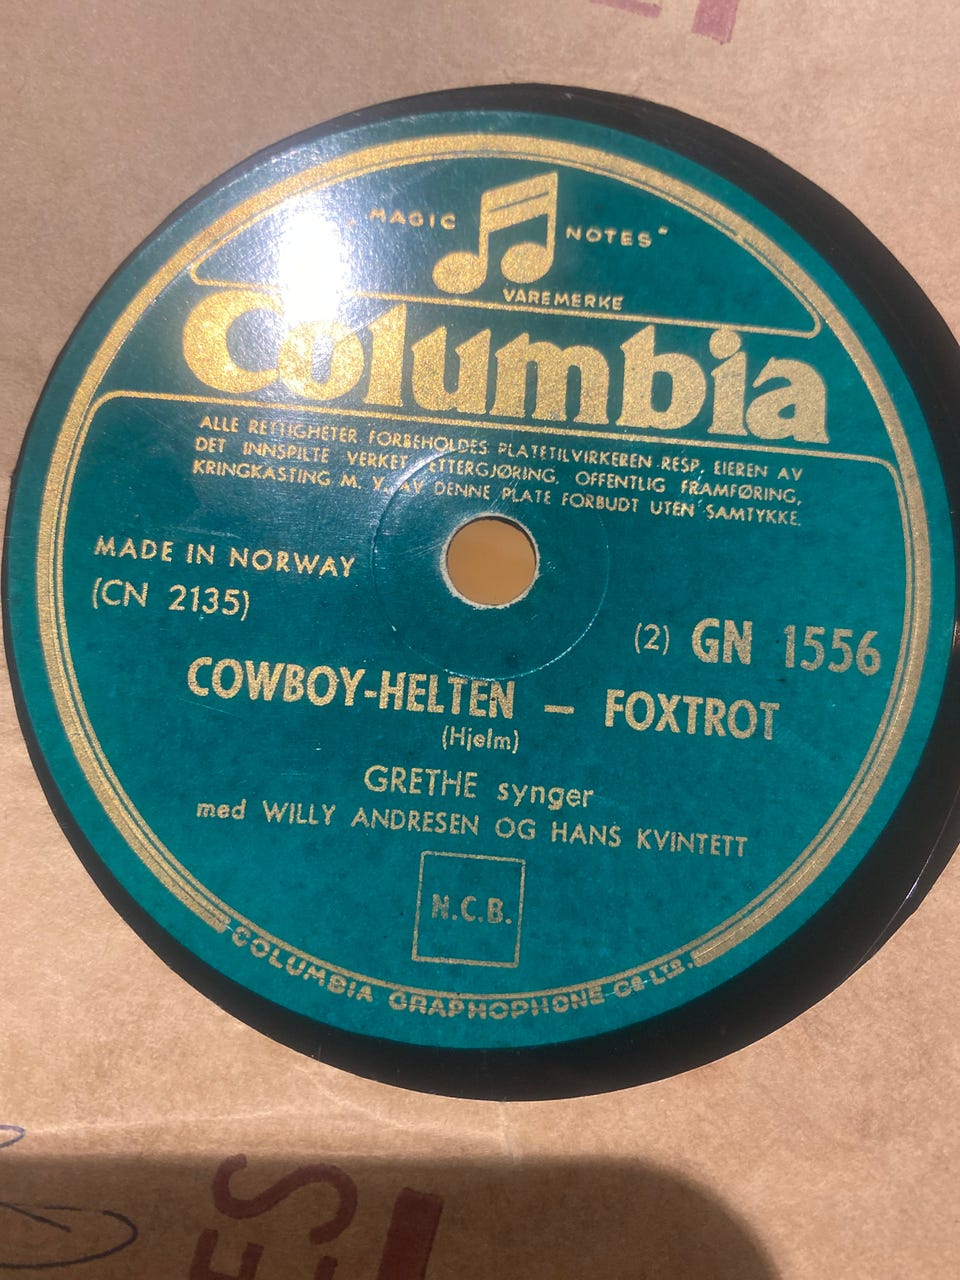 „ MAGIC NOTES"
VAREMERKE
Columbia
ALLE RETTIGHETER FORBEHOLDES PLATETILVIRKEREN RESP. EIEREN AV
DET INNSPILTE VERKET. ETTERGJØRING, OFFENTLIG FRAMFØRING,
KRINGKASTING M. V. AV DENNE PLATE FORBUDT UTEN SAMTYKKE.
MADE IN NORWAY
(CN 2135)
(2) GN 1556
COWBOY-HELTEN – FOXTROT
(Hjelm)
GRETHE synger
med WILLY ANDRESEN OG HANS KVINTETT
N.C.B.
COLUMBIA GRAPHOPHONE Co LTD.